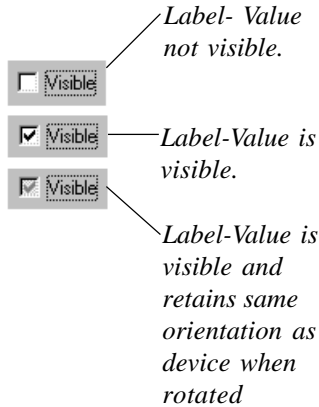 Label- Value
not visible.
Visible
Visible
Label-Value is
visible.
Visible
Label-Value is
visible and
retains same
orientation as
device when
rotated